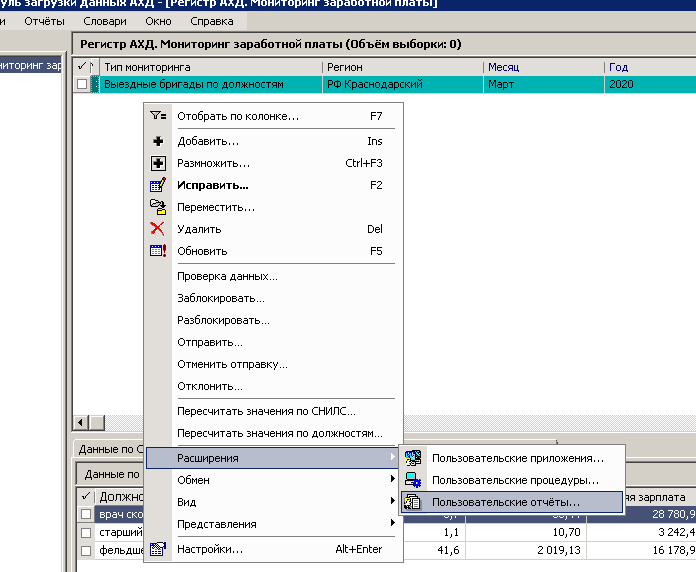 уль загрузки данных АХД - [Регистр АХД. Мониторинг заработной платы]
Отчёты Словари Окно Справка
Регистр АХД. Мониторинг заработной платы (Объём выборки: 0)
ниторинг зар
Тип мониторинга Регион Месяц Год
Выездные бригады по должностям РФ Краснодарский Март 2020
Отобрать по колонке... F7
Добавить... Ins
Размножить... Ctrl+F3
Исправить... F2
Переместить...
Удалить Del
Обновить F5
Проверка данных...
Заблокировать...
Разблокировать...
Отправить...
Отменить отправку...
Отклонить...
Пересчитать значения по СНИЛС...
Пересчитать значения по должностям...
Расширения
Обмен
Вид
Представления
Настройки... Alt+Enter
Пользовательские приложения...
Пользовательские процедуры...
Пользовательские отчёты...
Данные по С
Данные по
Должно ая зарплата
врач ско 28 780,9
старший 1,1 10,70 3 242,4
фельдше 41,6 2 019,13 16 178,9